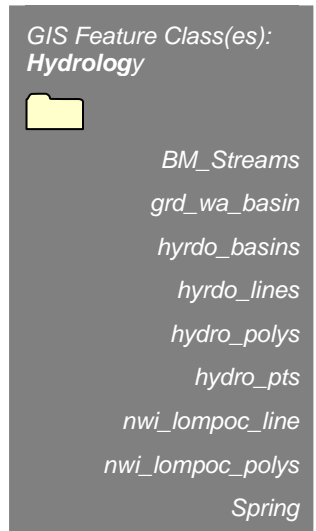 GIS Feature Class(es):
Hydrology
BM_Streams
grd_wa_basin
hyrdo_basins
hyrdo_lines
hydro_polys
hydro_pts
nwi_lompoc_line
nwi_lompoc_polys
Spring